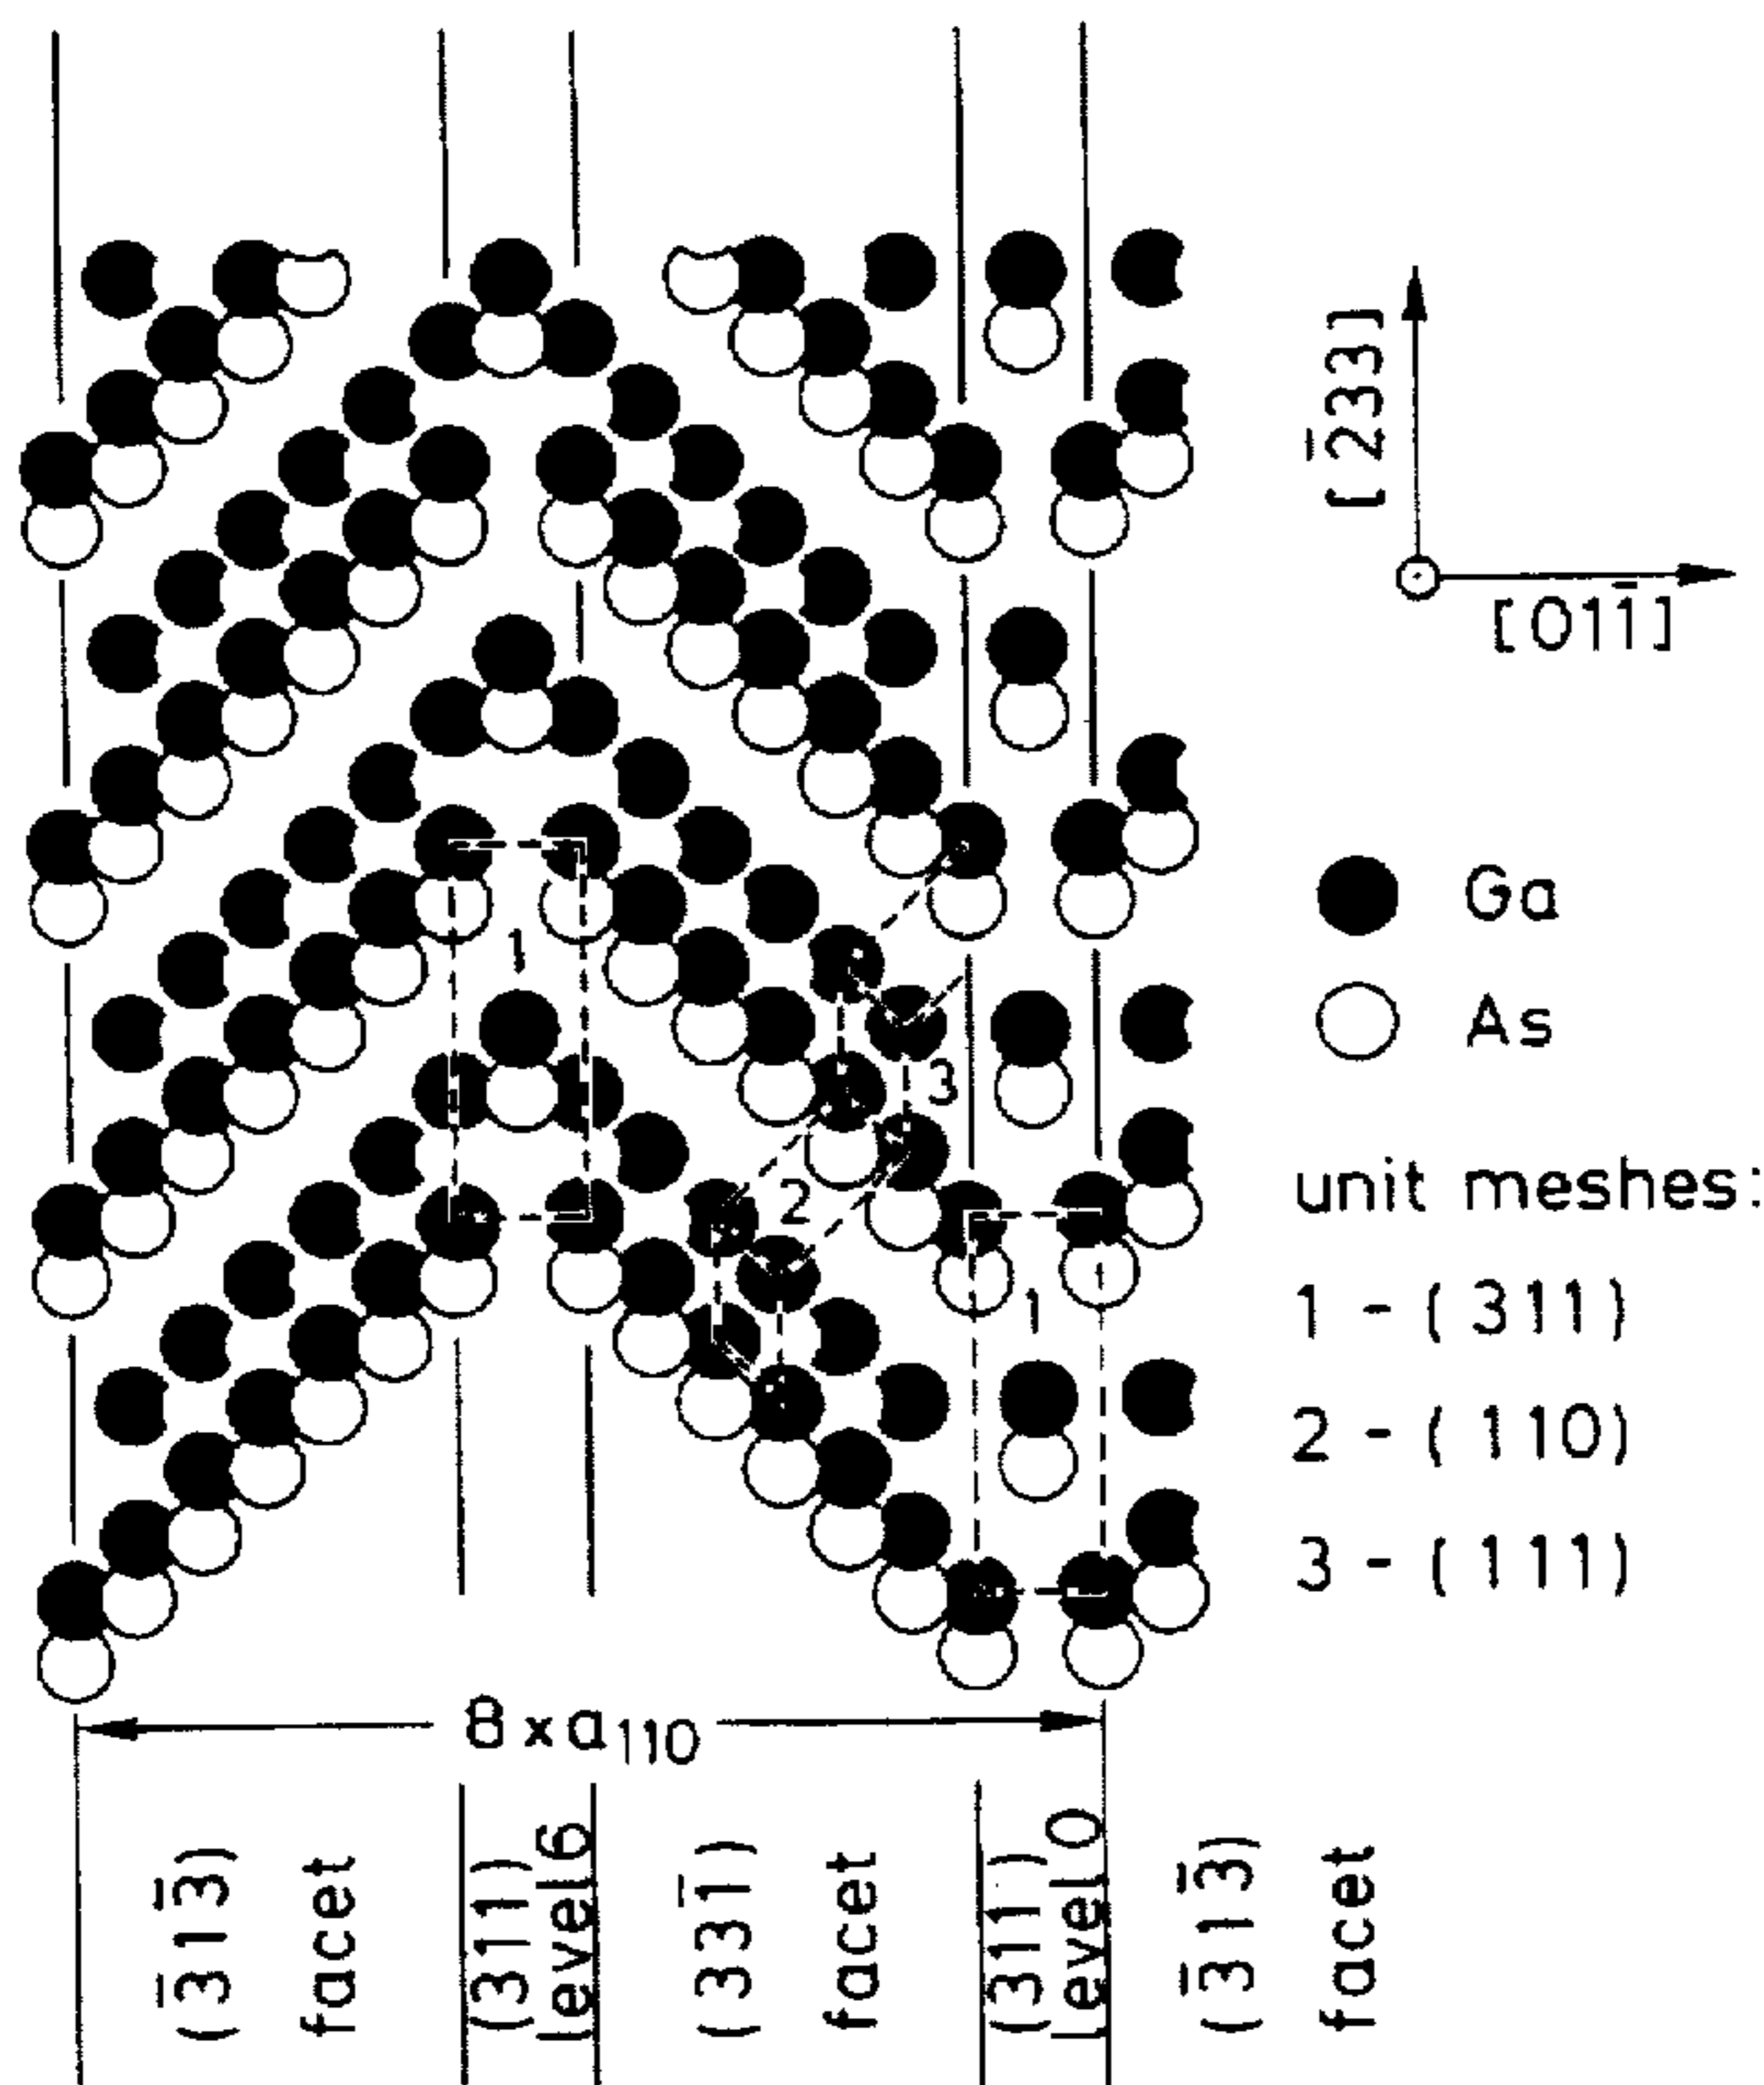 [2̄33]
[011̄]
Ga
As
unit meshes:
1 - (311)
2 - (110)
3 - (111)
1
3
2
1
8 x a110
(3̄13̄)
facet
(311)
level 6
(331̄)
facet
(311)
level 0
(3̄13̄)
facet